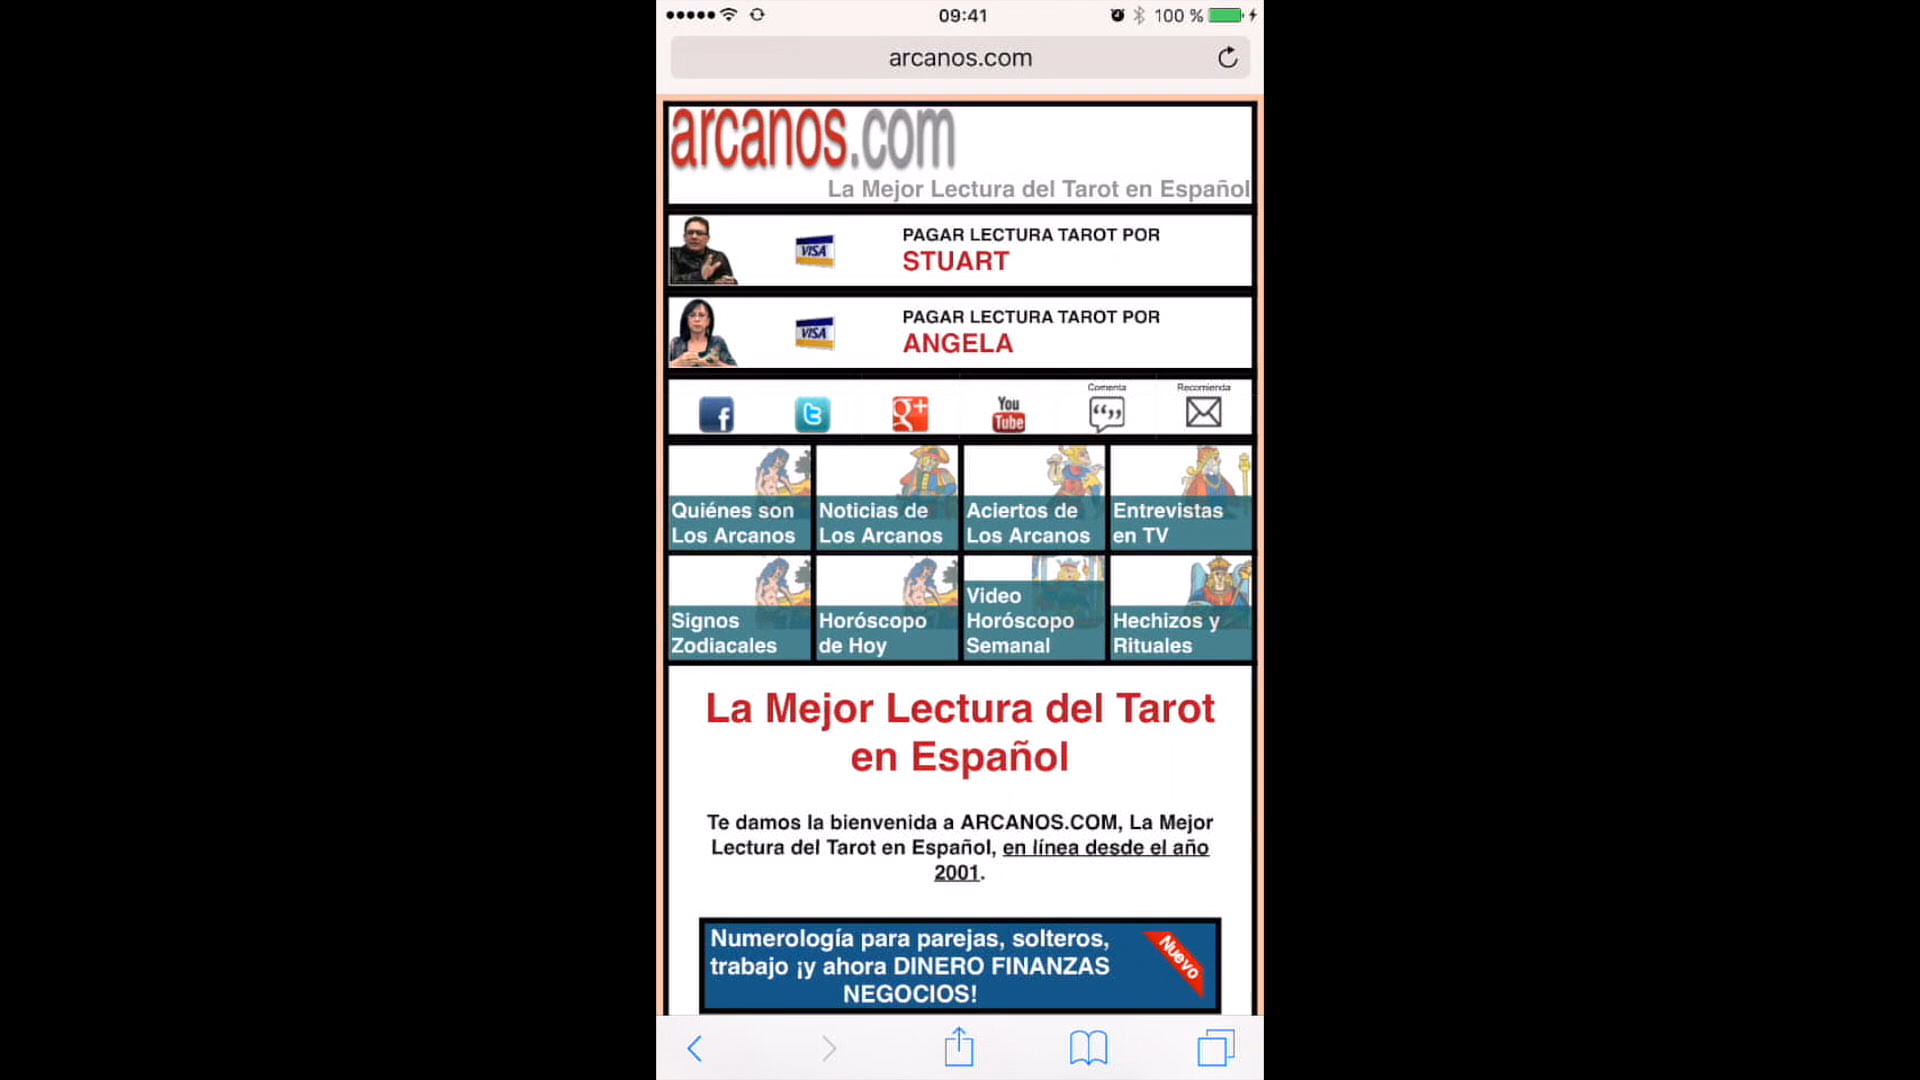 09:41
100 %
arcanos.com
arcanos.com
La Mejor Lectura del Tarot en Español
VISA
PAGAR LECTURA TAROT POR
STUART
VISA
PAGAR LECTURA TAROT POR
ANGELA
Comenta
Recomienda
f
t
g+
You
Tube
Quiénes son
Los Arcanos
Noticias de
Los Arcanos
Aciertos de
Los Arcanos
Entrevistas
en TV
Signos
Zodiacales
Horóscopo
de Hoy
Video
Horóscopo
Semanal
Hechizos y
Rituales
La Mejor Lectura del Tarot
en Español
Te damos la bienvenida a ARCANOS.COM, La Mejor
Lectura del Tarot en Español, en línea desde el año
2001.
Numerología para parejas, solteros,
trabajo ¡y ahora DINERO FINANZAS
NEGOCIOS!
Nuevo